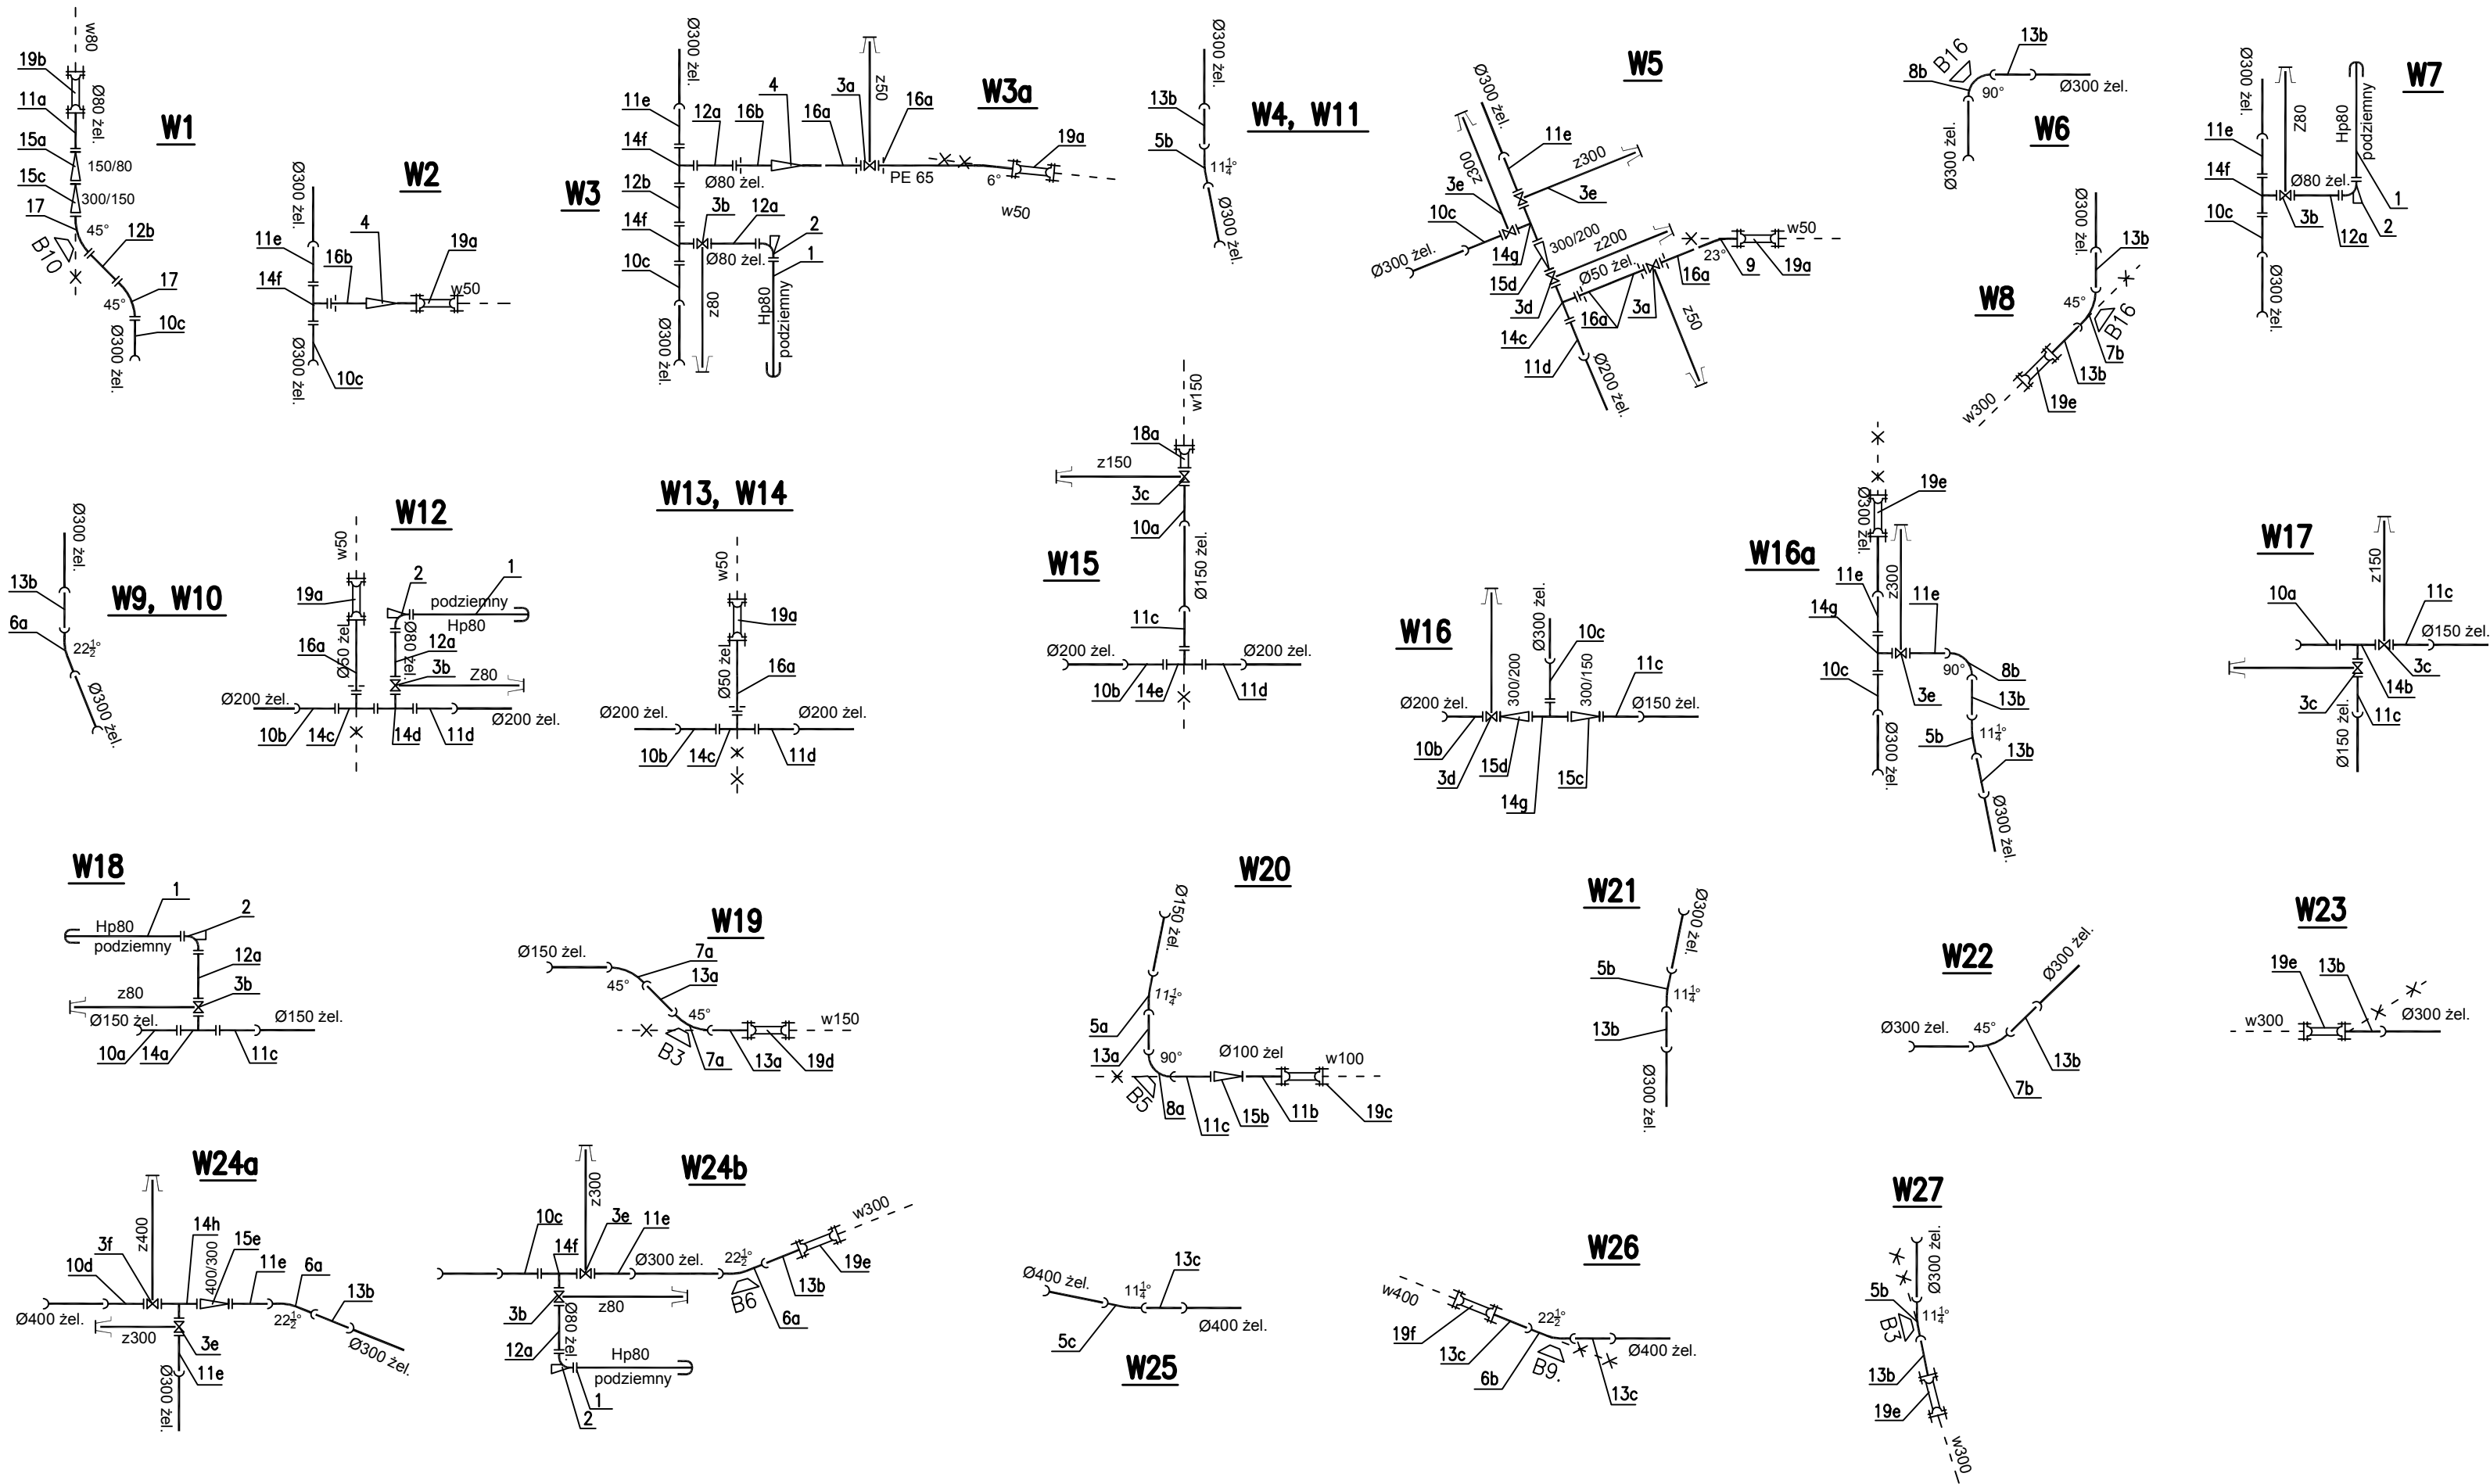 W1
w80
19b
11a
Ø80 żel.
15a
150/80
15c
300/150
17
45°
B10
12b
17
45°
10c
Ø300 żel.
W2
Ø300 żel.
11e
16b
4
19a
14f
w50
Ø300 żel.
10c
W3
W3a
Ø300 żel.
11e
12a
16b
4
16a
3a
z50
16a
19a
14f
Ø80 żel.
PE 65
6°
w50
12b
14f
3b
12a
2
10c
Ø80 żel.
1
z80
Hp80
podziemny
Ø300 żel.
W4, W11
Ø300 żel.
13b
5b
11¼°
Ø300 żel.
W5
Ø300 żel.
11e
z300
z300
3e
3e
10c
Ø300 żel.
14g
300/200
z200
15d
Ø50 żel.
w50
23°
9
19a
16a
3d
16a
3a
z50
14c
11d
Ø200 żel.
W6
B16
13b
8b
90°
Ø300 żel.
Ø300 żel.
W7
Ø300 żel.
Z80
Hp80
podziemny
11e
14f
Ø80 żel.
1
10c
3b
2
12a
Ø300 żel.
W8
Ø300 żel.
13b
45°
B16
7b
13b
19e
w300
W9, W10
Ø300 żel.
13b
6a
22½°
Ø300 żel.
W12
w50
2
1
19a
podziemny
Hp80
Ø80 żel.
16a
Ø50 żel.
12a
3b
Z80
Ø200 żel.
Ø200 żel.
10b
14c
14d
11d
W13, W14
w50
19a
16a
Ø50 żel.
Ø200 żel.
Ø200 żel.
10b
14c
11d
W15
w150
18a
z150
3c
10a
Ø150 żel.
11c
Ø200 żel.
Ø200 żel.
10b
14e
11d
W16
Ø300 żel.
10c
300/200
300/150
11c
Ø200 żel.
Ø150 żel.
10b
3d
15d
15c
14g
W16a
19e
Ø300 żel.
11e
z300
11e
14g
10c
90°
8b
3e
13b
5b
11¼°
13b
Ø300 żel.
Ø300 żel.
W17
z150
10a
11c
Ø150 żel.
3c
14b
3c
11c
Ø150 żel.
W18
1
2
Hp80
podziemny
12a
z80
3b
Ø150 żel.
Ø150 żel.
10a
14a
11c
W19
Ø150 żel.
7a
13a
45°
45°
w150
B3
7a
13a
19d
W20
Ø150 żel.
11¼°
5a
13a
90°
Ø100 żel
w100
B5
8a
15b
11b
19c
11c
W21
Ø300 żel.
5b
11¼°
13b
Ø300 żel.
W22
Ø300 żel.
Ø300 żel.
45°
13b
7b
W23
19e
13b
w300
Ø300 żel.
W24a
z400
14h
3f
15e
10d
400/300
11e
6a
13b
Ø400 żel.
22½°
z300
3e
Ø300 żel.
11e
Ø300 żel.
W24b
z300
w300
10c
3e
11e
14f
Ø300 żel.
22½°
19e
13b
3b
z80
B6
6a
Ø80 żel.
12a
Hp80
podziemny
1
2
W25
Ø400 żel.
13c
11¼°
Ø400 żel.
5c
W26
w400
22½°
19f
13c
Ø400 żel.
B9.
6b
13c
W27
Ø300 żel.
5b
11¼°
B3
13b
19e
w300